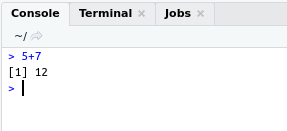 Console Terminal × Jobs ×
~/
> 5+7
[1] 12
>